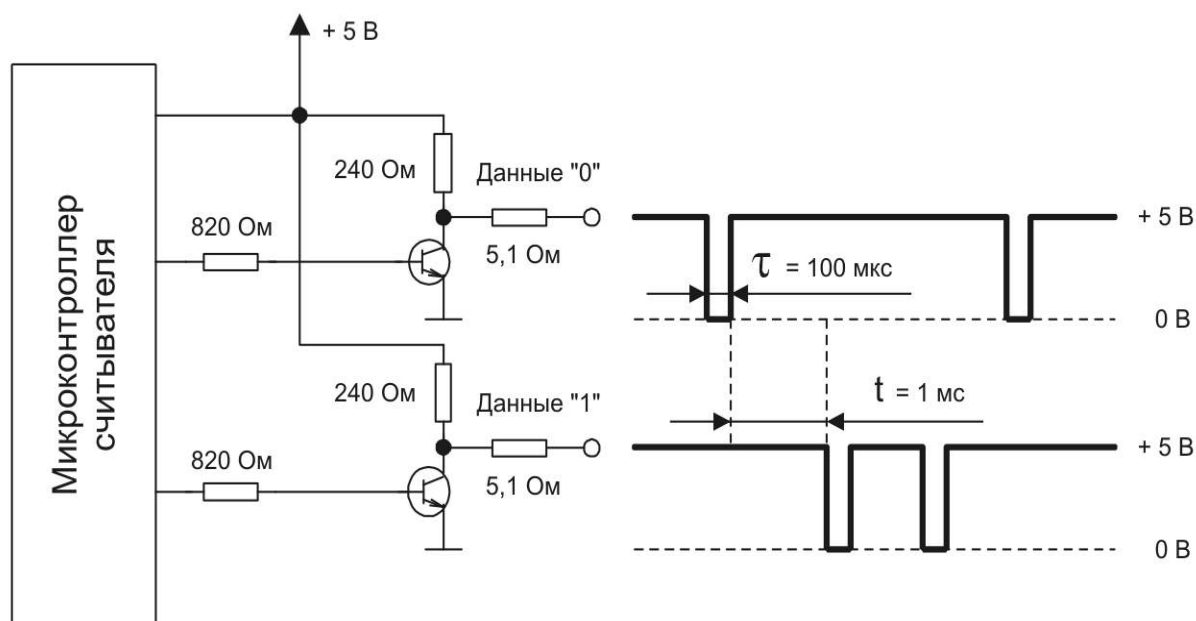 + 5 В
Микроконтроллер
считывателя
240 Ом
Данные "0"
820 Ом
5,1 Ом
+ 5 В
τ = 100 мкс
0 В
240 Ом
Данные "1"
t = 1 мс
820 Ом
5,1 Ом
+ 5 В
0 В